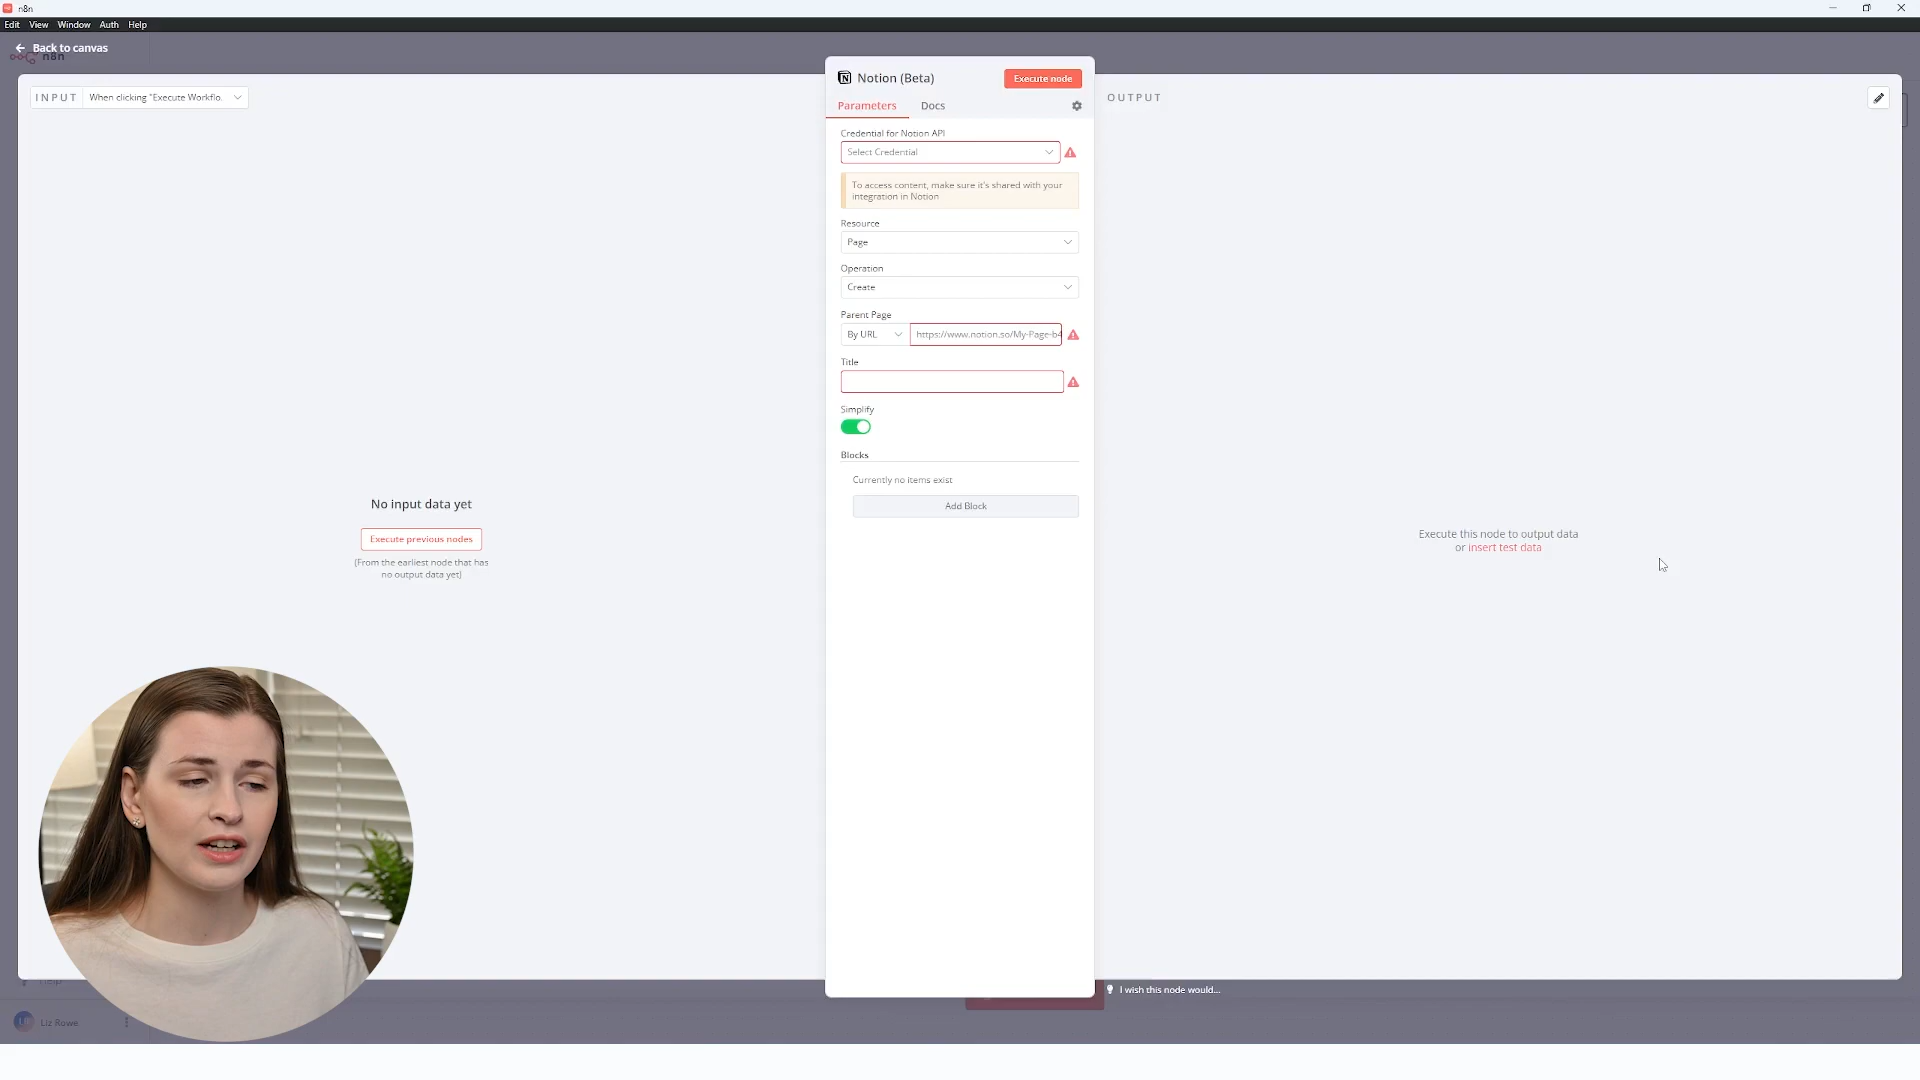 n8n
Edit View Window Auth Help
Back to canvas
n8n
INPUT When clicking "Execute Workflo
Notion (Beta)
Execute node
OUTPUT
Parameters Docs
Credential for Notion API
Select Credential
To access content, make sure it's shared with your
integration in Notion
Resource
Page
Operation
Create
Parent Page
By URL https://www.notion.so/My-Page-b4
Title
Simplify
Blocks
Currently no items exist
Add Block
No input data yet
Execute previous nodes
(From the earliest node that has
no output data yet)
Execute this node to output data
or insert test data
Help
I wish this node would...
Liz Rowe